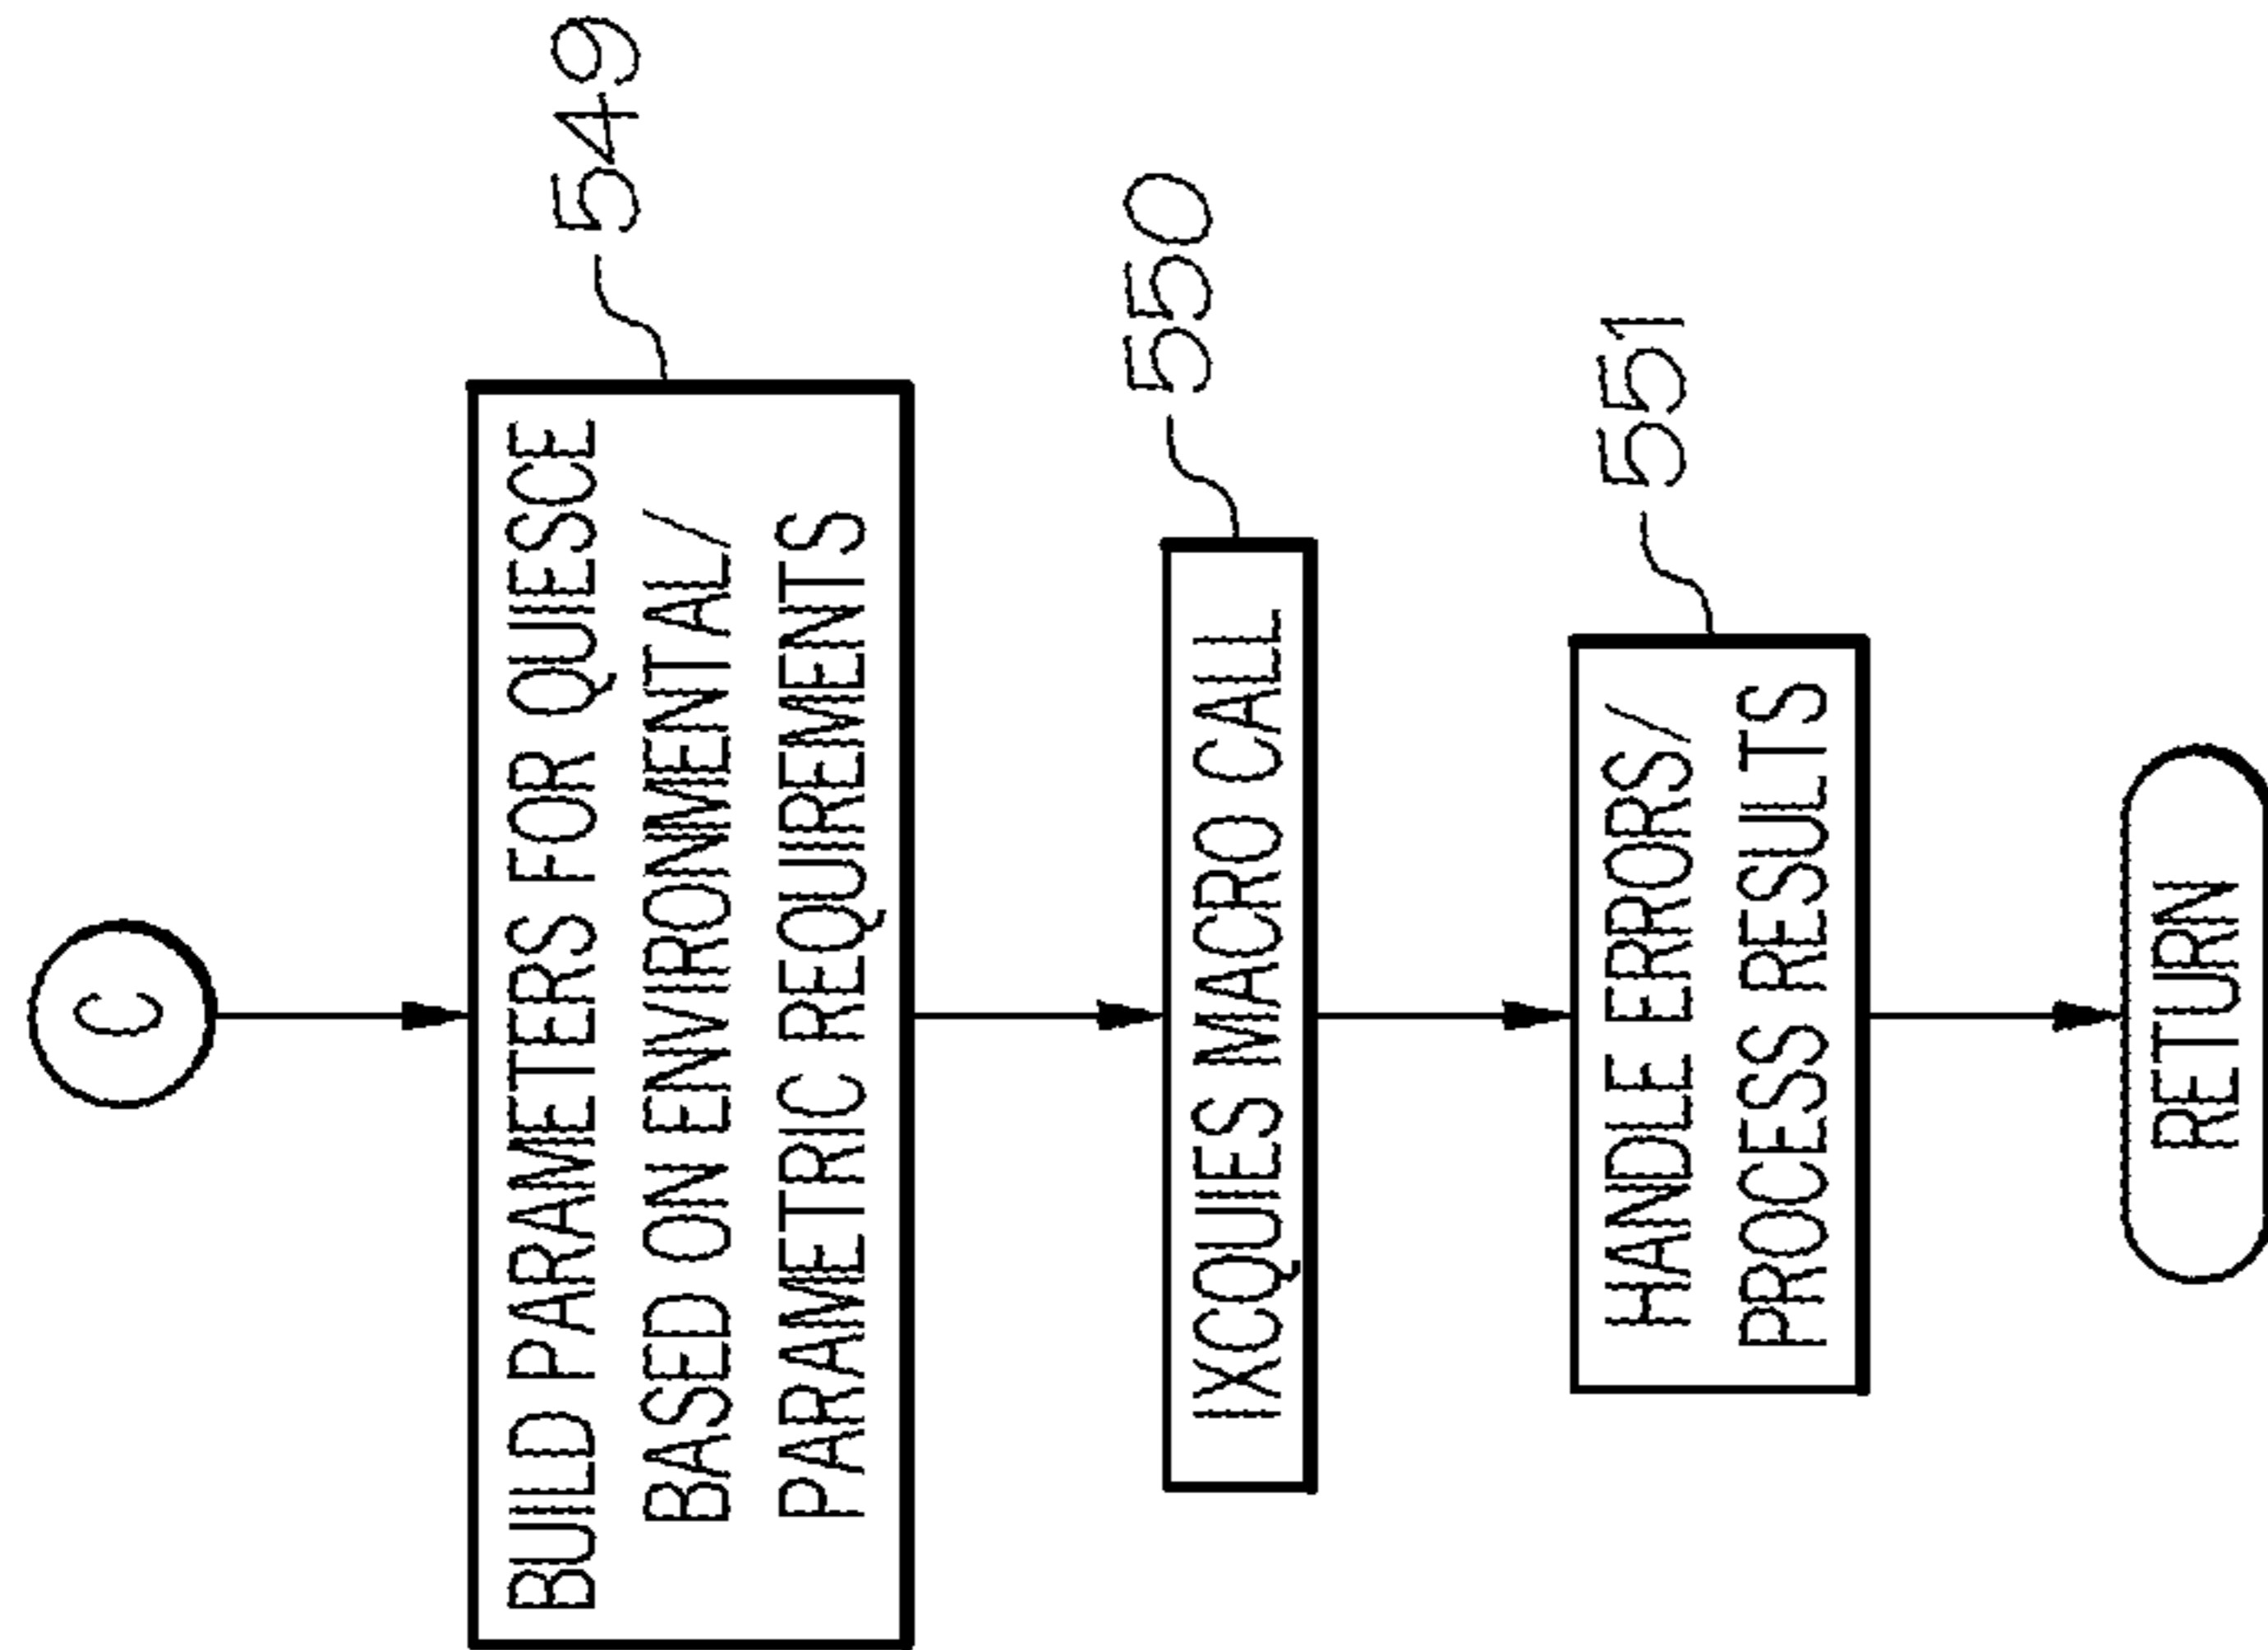 C
549
BUILD PARAMETERS FOR QUIESCE
BASED ON ENVIRONMENTAL/
PARAMETRIC REQUIREMENTS
550
IXCQUIES MACRO CALL
551
HANDLE ERRORS/
PROCESS RESULTS
RETURN